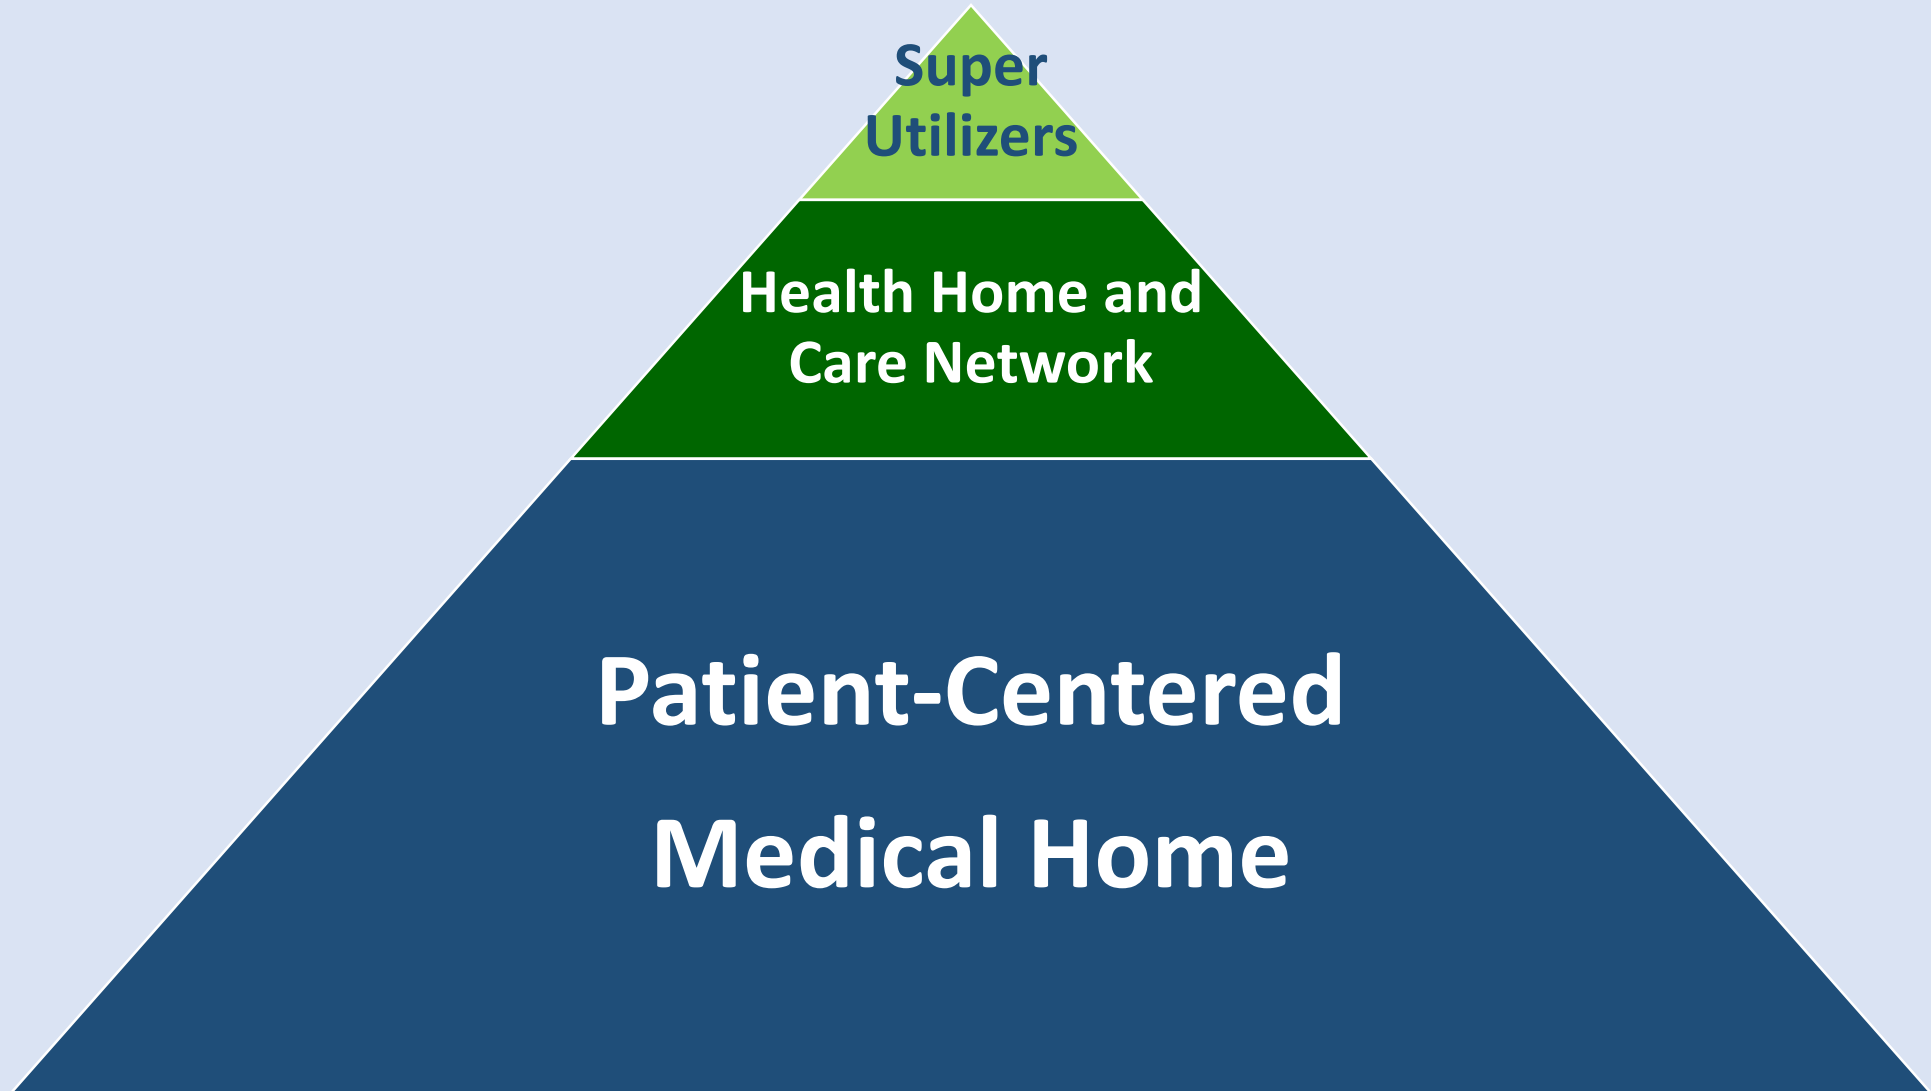 Super
Utilizers
Health Home and
Care Network
Patient-Centered
Medical Home